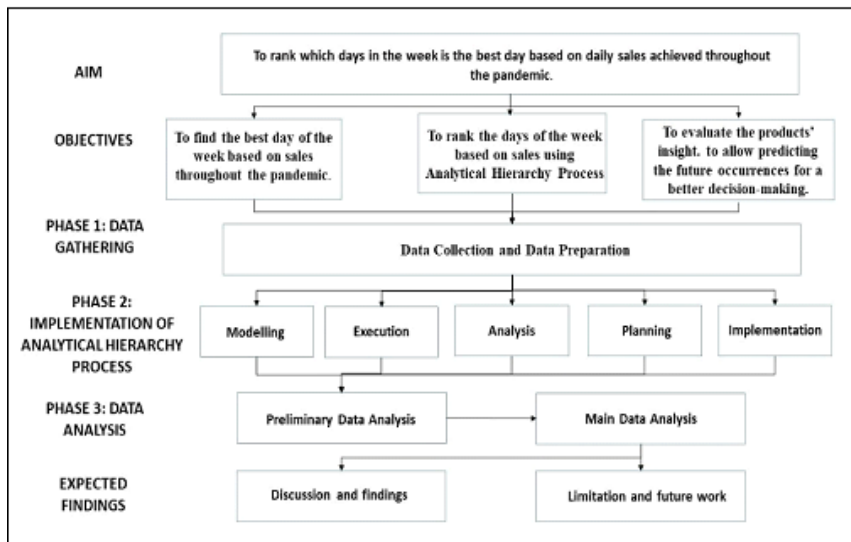 AIM
To rank which days in the week is the best day based on daily sales achieved throughout
the pandemic.
OBJECTIVES
To find the best day of the
week based on sales
throughout the pandemic.
To rank the days of the week
based on sales using
Analytical Hierarchy Process
To evaluate the products'
insight. to allow predicting
the future occurrences for a
better decision-making.
PHASE 1: DATA
GATHERING
Data Collection and Data Preparation
PHASE 2:
IMPLEMENTATION OF
ANALYTICAL HIERARCHY
PROCESS
Modelling
Execution
Analysis
Planning
Implementation
PHASE 3: DATA
ANALYSIS
Preliminary Data Analysis
Main Data Analysis
EXPECTED
FINDINGS
Discussion and findings
Limitation and future work